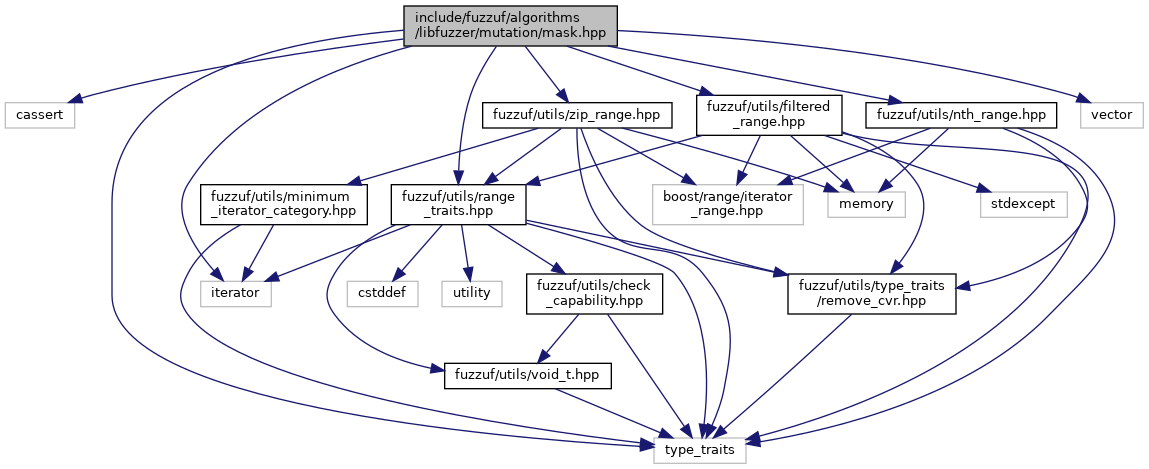 include/fuzzuf/algorithms
/libfuzzer/mutation/mask.hpp
cassert
fuzzuf/utils/zip_range.hpp
fuzzuf/utils/filtered
_range.hpp
fuzzuf/utils/nth_range.hpp
vector
fuzzuf/utils/minimum
_iterator_category.hpp
fuzzuf/utils/range
_traits.hpp
boost/range/iterator
_range.hpp
memory
stdexcept
iterator
cstddef
utility
fuzzuf/utils/check
_capability.hpp
fuzzuf/utils/type_traits
/remove_cvr.hpp
fuzzuf/utils/void_t.hpp
type_traits